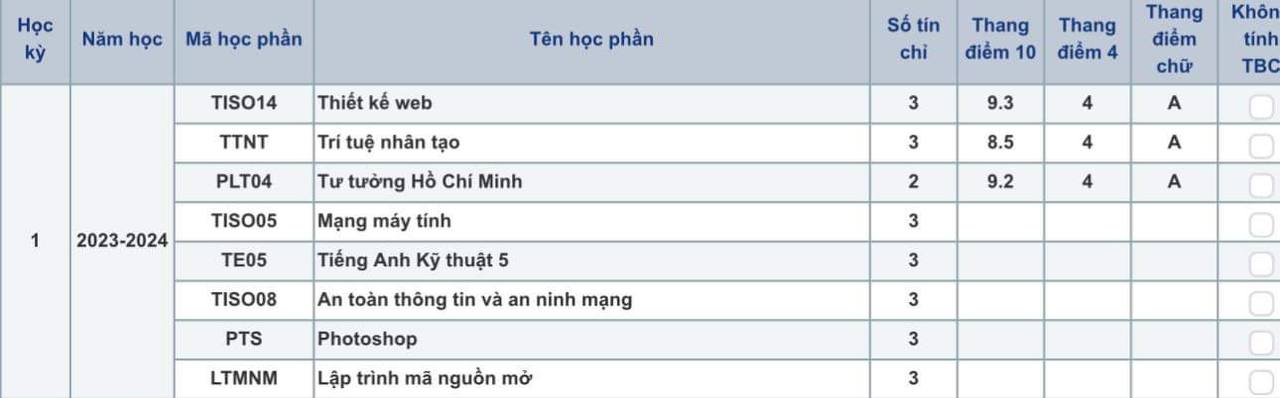 Học kỳ Năm học Mã học phần Tên học phần Số tín chỉ Thang điểm 10 Thang điểm 4 Thang điểm chữ Khôn tính TBC
TISO14 Thiết kế web 3 9.3 4 A
TTNT Trí tuệ nhân tạo 3 8.5 4 A
PLT04 Tư tưởng Hồ Chí Minh 2 9.2 4 A
TISO05 Mạng máy tính 3
1 2023-2024
TE05 Tiếng Anh Kỹ thuật 5 3
TISO08 An toàn thông tin và an ninh mạng 3
PTS Photoshop 3
LTMNM Lập trình mã nguồn mở 3